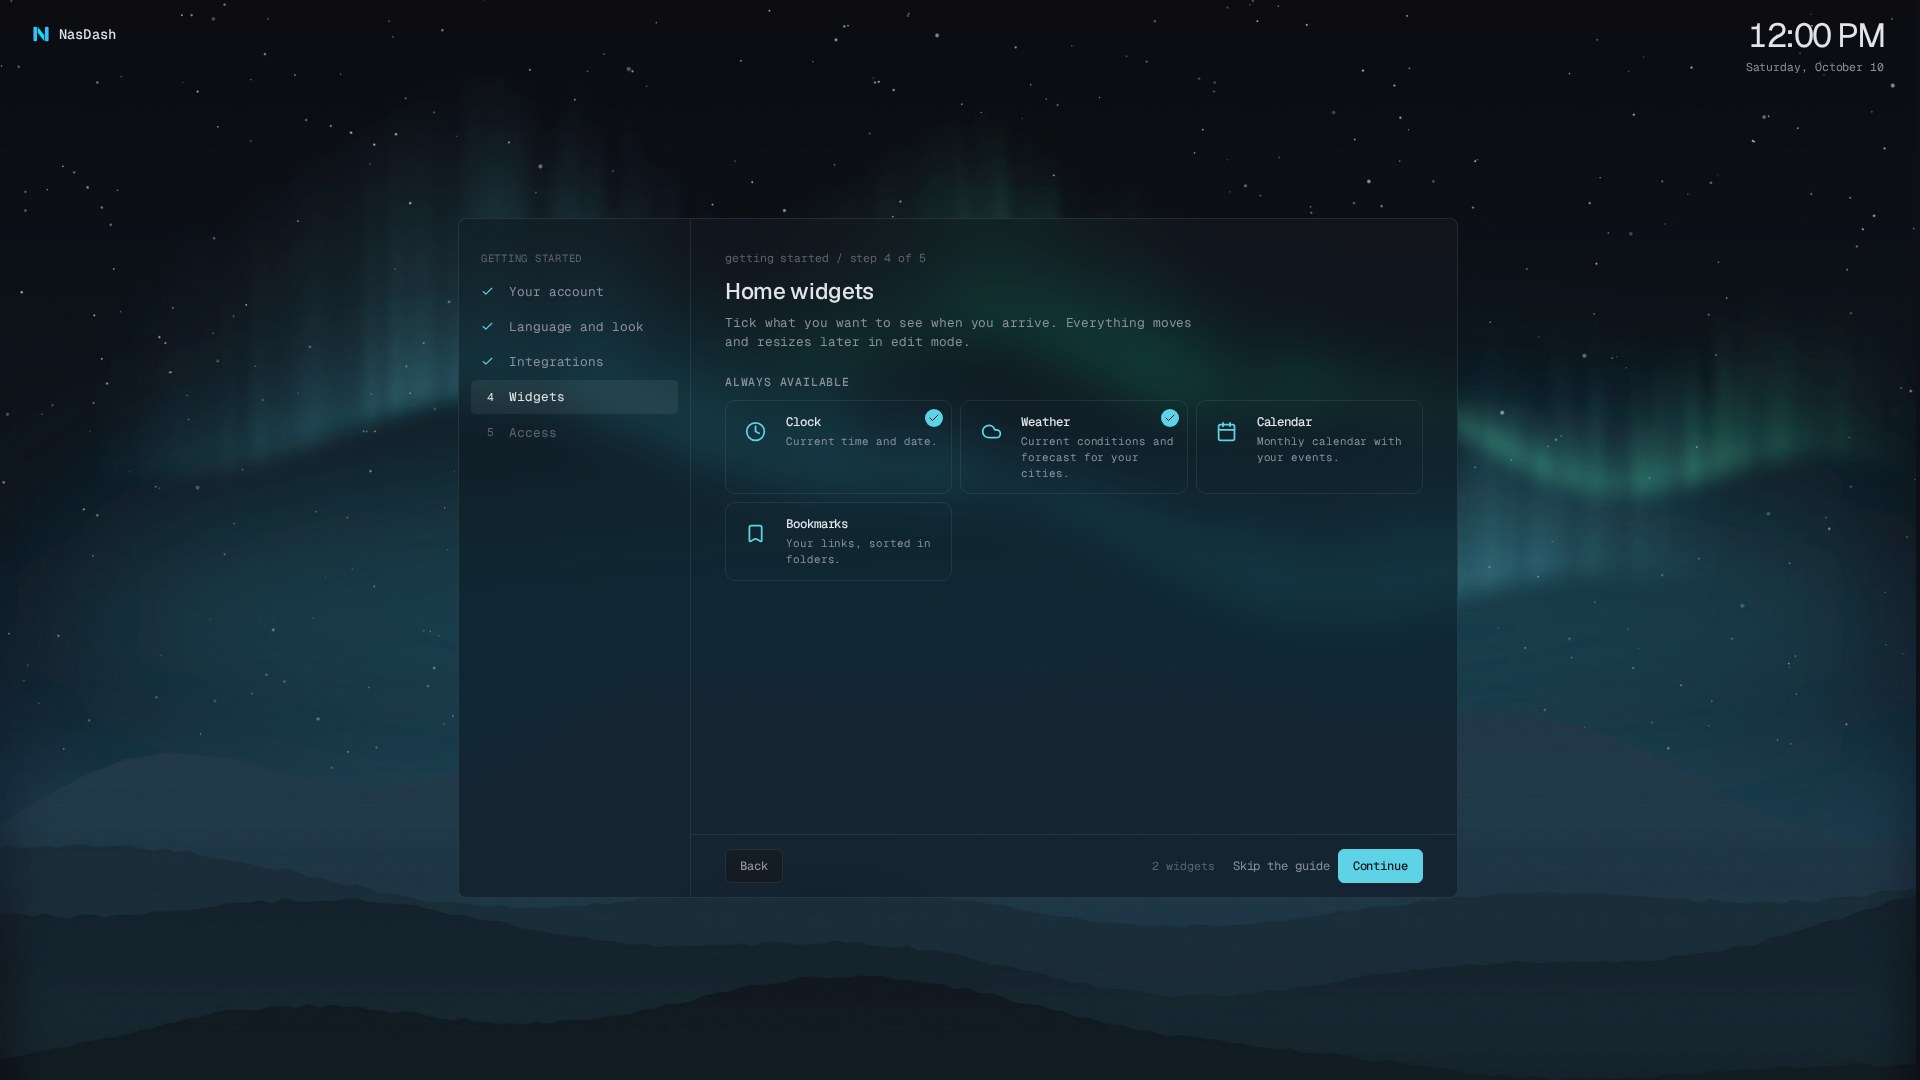 NasDash
12:00 PM
Saturday, October 10
GETTING STARTED
Your account
Language and look
Integrations
4 Widgets
5 Access
getting started / step 4 of 5
Home widgets
Tick what you want to see when you arrive. Everything moves
and resizes later in edit mode.
ALWAYS AVAILABLE
Clock
Current time and date.
Weather
Current conditions and
forecast for your
cities.
Calendar
Monthly calendar with
your events.
Bookmarks
Your links, sorted in
folders.
Back
2 widgets
Skip the guide
Continue